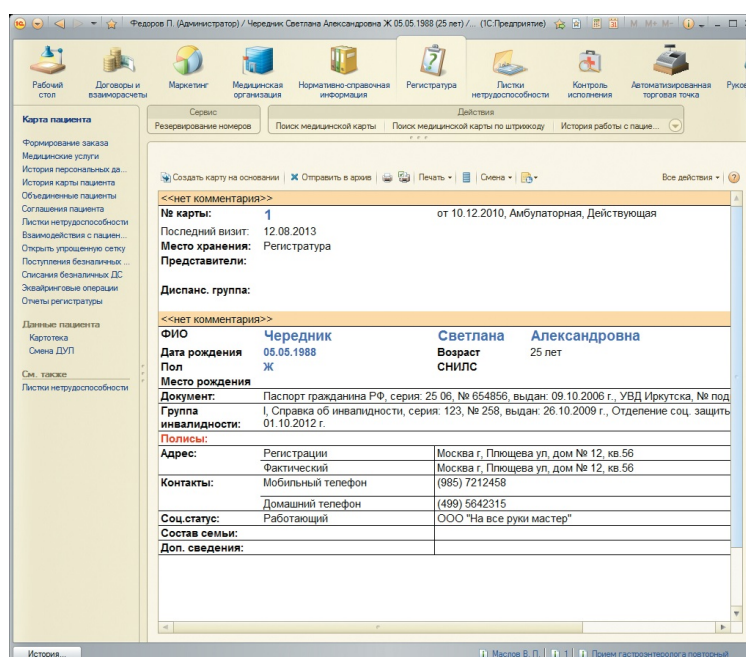 Федоров П. (Администратор) / Чередник Светлана Александровна Ж 05.05.1988 (25 лет) /... (1С:Предприятие) M M+ M-
Рабочий стол
Договоры и взаиморасчеты
Маркетинг
Медицинская организация
Нормативно-справочная информация
Регистратура
Листки нетрудоспособности
Контроль исполнения
Автоматизированная торговая точка
Руков
Карта пациента
Формирование заказа
Медицинские услуги
История персональных да...
История карты пациента
Объединенные пациенты
Соглашения пациента
Листки нетрудоспособности
Взаимодействия с пациен...
Открыть упрощенную сетку
Поступления безналичных ...
Списания безналичных ДС
Эквайринговые операции
Отчеты регистратуры
Данные пациента
Картотека
Смена ДУЛ
См. также
Листки нетрудоспособности
Сервис
Резервирование номеров
Действия
Поиск медицинской карты Поиск медицинской карты по штрихкоду История работы с пацие...
Создать карту на основании Отправить в архив Печать Смена Все действия
<<нет комментария>>
№ карты: 1 от 10.12.2010, Амбулаторная, Действующая
Последний визит: 12.08.2013
Место хранения: Регистратура
Представители:
Диспанс. группа:
<<нет комментария>>
ФИО Чередник Светлана Александровна
Дата рождения 05.05.1988 Возраст 25 лет
Пол Ж СНИЛС
Место рождения
Документ: Паспорт гражданина РФ, серия: 25 06, № 654856, выдан: 09.10.2006 г., УВД Иркутска, № под
Группа I, Справка об инвалидности, серия: 123, № 258, выдан: 26.10.2009 г., Отделение соц. защить
инвалидности: 01.10.2012 г.
Полисы:
Адрес: Регистрации Москва г, Плющева ул, дом № 12, кв.56
Фактический Москва г, Плющева ул, дом № 12, кв.56
Контакты: Мобильный телефон (985) 7212458
Домашний телефон (499) 5642315
Соц.статус: Работающий ООО "На все руки мастер"
Состав семьи:
Доп. сведения:
История... Маслов В. П. 1 Прием гастроэнтеролога повторный